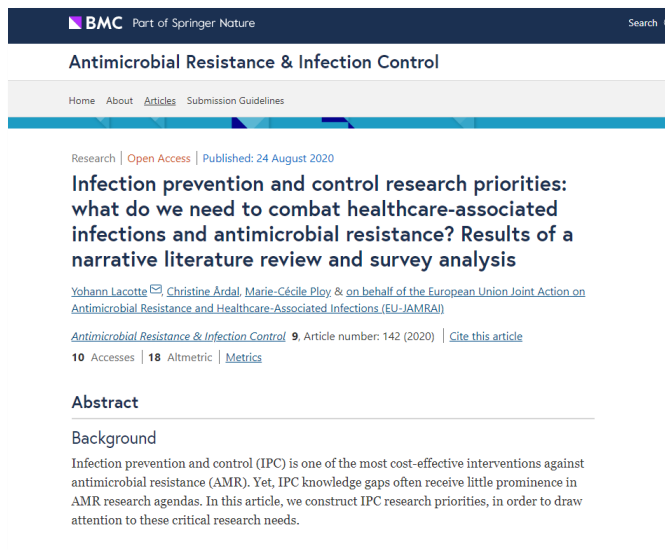 BMC Part of Springer Nature
Search
Antimicrobial Resistance & Infection Control
Home About Articles Submission Guidelines
Research | Open Access | Published: 24 August 2020
Infection prevention and control research priorities:
what do we need to combat healthcare-associated
infections and antimicrobial resistance? Results of a
narrative literature review and survey analysis
Yohann Lacotte, Christine Årdal, Marie-Cécile Ploy & on behalf of the European Union Joint Action on
Antimicrobial Resistance and Healthcare-Associated Infections (EU-JAMRAI)
Antimicrobial Resistance & Infection Control 9, Article number: 142 (2020) | Cite this article
10 Accesses | 18 Altmetric | Metrics
Abstract
Background
Infection prevention and control (IPC) is one of the most cost-effective interventions against
antimicrobial resistance (AMR). Yet, IPC knowledge gaps often receive little prominence in
AMR research agendas. In this article, we construct IPC research priorities, in order to draw
attention to these critical research needs.